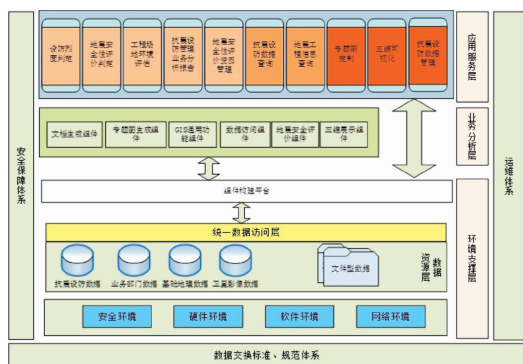 设防烈
度判定
地震安
全性评价
判定
工程场
地环境
评估
抗震设
防管理
业务分
析报告
地震安
全性评
价报告
管理
抗震设
防数据
查询
地震工
程信息
查询
专题图
定制
三维可
视化
抗震设
防数据
管理
应用服务层
文档生成组件
专题图生成组
件
GIS通用功
能组件
数据访问组
件
地震安全评
价组件
三维展示组
件
业务分析层
安全保障体系
运维体系
组件构建平台
统一数据访问层
抗震设防数据
业务部门数据
基础地理数据
卫星影像数据
文件型数据
数据
资源层
环境支撑层
安全环境
硬件环境
软件环境
网络环境
数据交换标准、规范体系